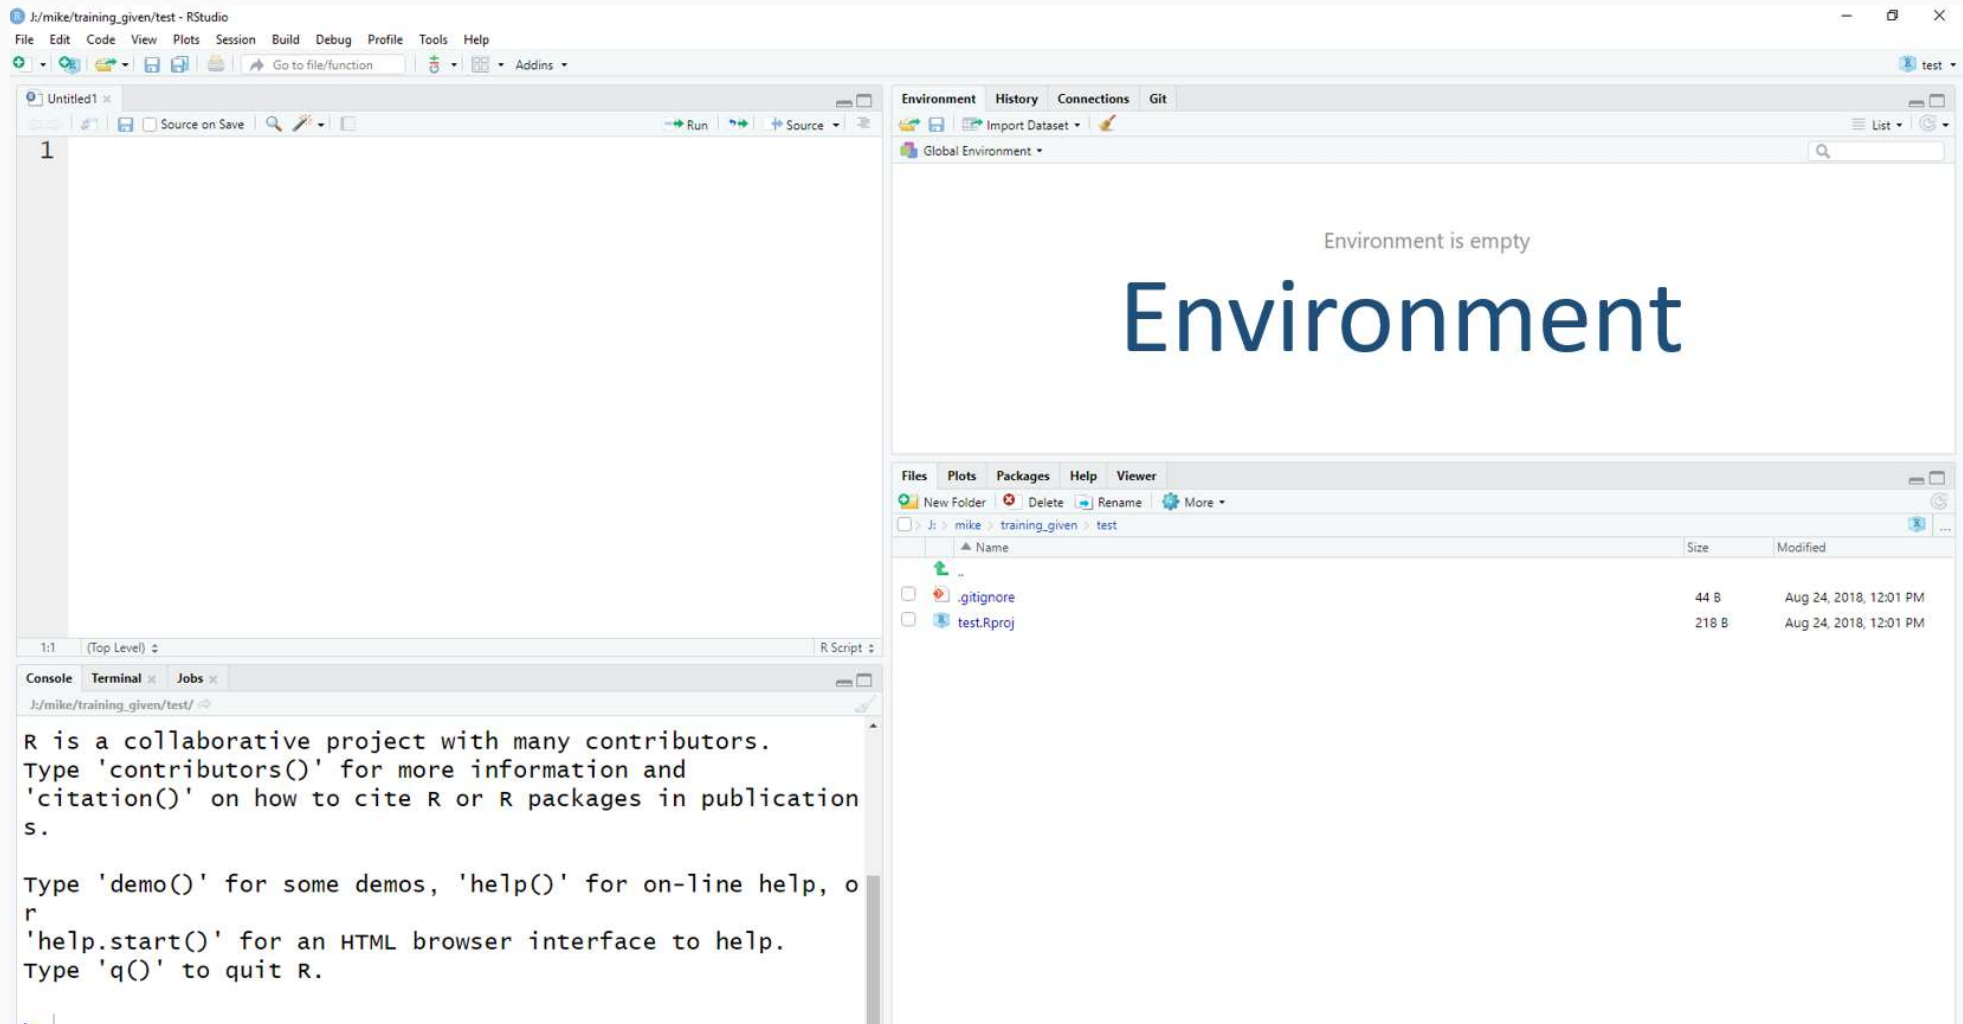 J:/mike/training_given/test - RStudio
File Edit Code View Plots Session Build Debug Profile Tools Help
Go to file/function Addins test
Untitled1
Source on Save Run Source
1
1:1 (Top Level) R Script
Console Terminal Jobs
J:/mike/training_given/test/
R is a collaborative project with many contributors.
Type 'contributors()' for more information and
'citation()' on how to cite R or R packages in publication
s.
Type 'demo()' for some demos, 'help()' for on-line help, o
r
'help.start()' for an HTML browser interface to help.
Type 'q()' to quit R.
Environment History Connections Git
Import Dataset List
Global Environment
Environment is empty
Environment
Files Plots Packages Help Viewer
New Folder Delete Rename More
J: mike training_given test ...
Name Size Modified
..
.gitignore 44 B Aug 24, 2018, 12:01 PM
test.Rproj 218 B Aug 24, 2018, 12:01 PM